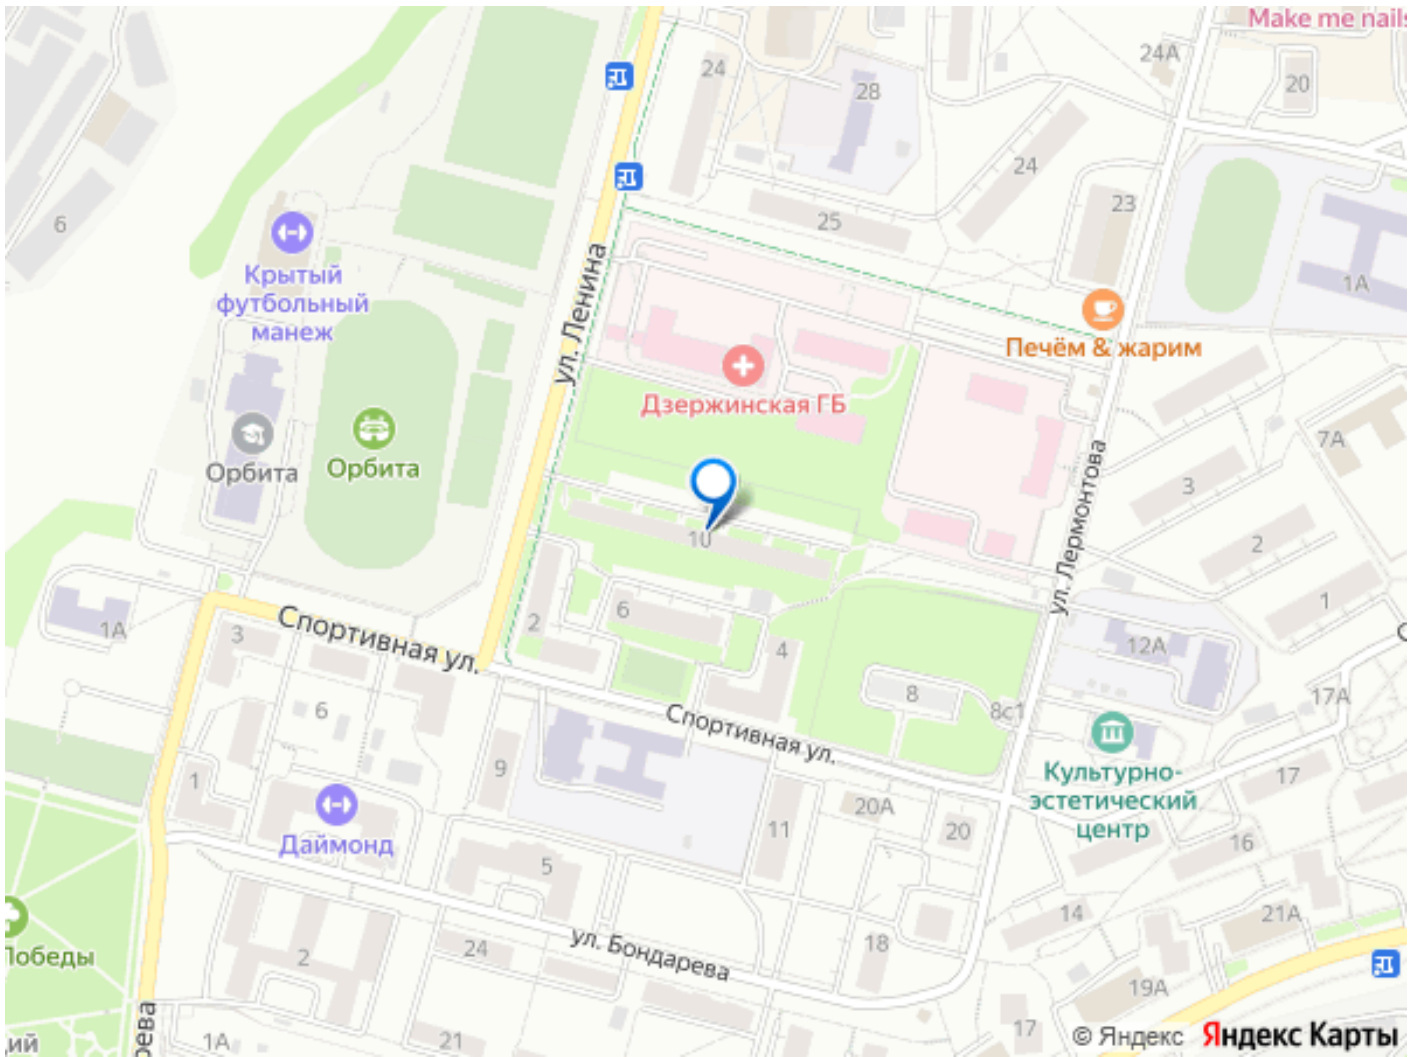 Make me nails
24А
24
28
20
24
23
25
6
Крытый
футбольный
манеж
ул. Ленина
1А
Печём & жарим
Дзержинская ГБ
Орбита
Орбита
7А
3
ул. Лермонтова
10
2
1А
3
Спортивная ул.
2
6
4
12А
1
8
8с1
17А
6
Спортивная ул.
Культурно-
эстетический
центр
17
1
9
Даймонд
11
20А
20
16
5
14
21А
18
Победы
2
24
ул. Бондарева
19А
17
1А
21
© Яндекс
Яндекс Карты